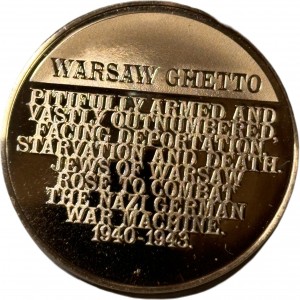 WARSAW GHETTO
PITIFULLY ARMED AND
VASTLY OUTNUMBERED,
FACING DEPORTATION,
STARVATION AND DEATH.
JEWS OF WARSAW
ROSE TO COMBAT
THE NAZI GERMAN
WAR MACHINE.
1940-1943.